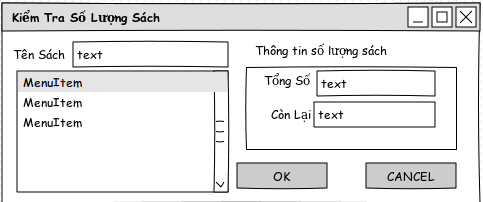 Kiểm Tra Số Lượng Sách
Tên Sách text
MenuItem
MenuItem
MenuItem
Thông tin số lượng sách
Tổng Số text
Còn Lại text
OK CANCEL